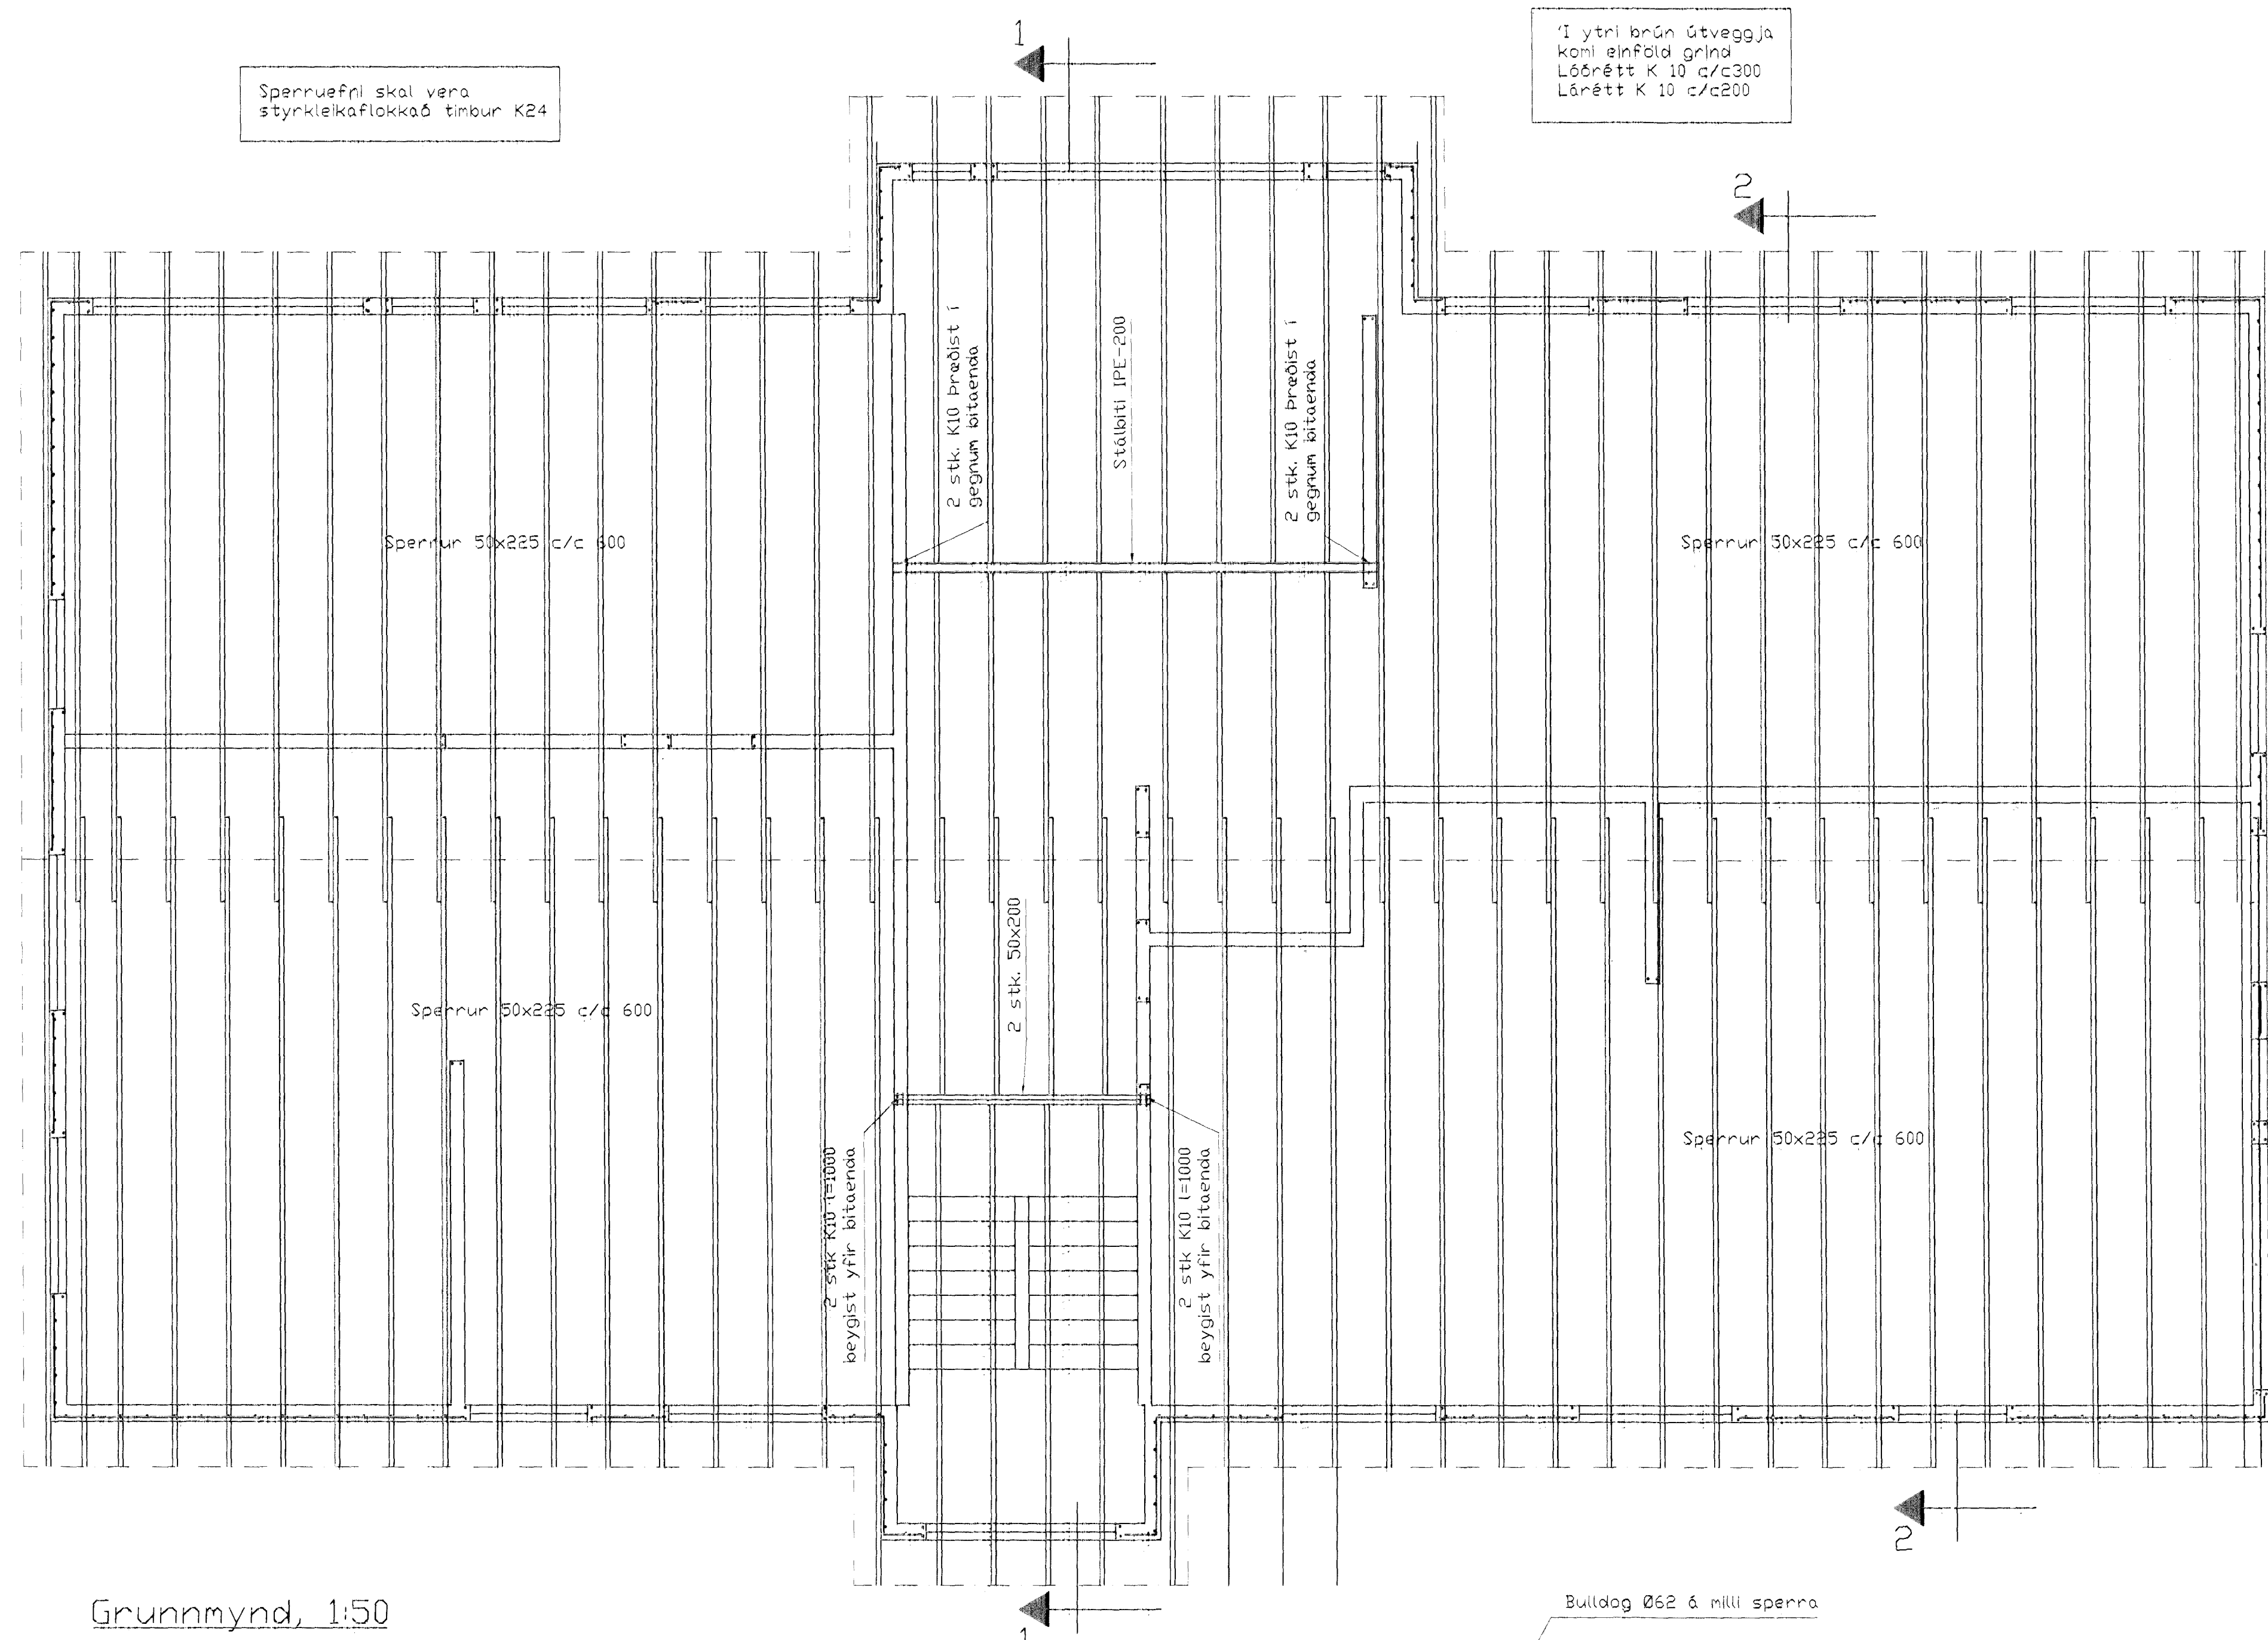 1
Sperruefni skal vera
styrkleikaflokkað timbur K24
'I ytri brún útveggja
komi einföld grind
Lóðrétt K 10 c/c300
Lárétt K 10 c/c200
2
2 stk. K10 Þræðist í
gegnum bitaenda
Stálbiti IPE-200
2 stk. K10 Þræðist í
gegnum bitaenda
Sperrur 50x225 c/c 600
Sperrur 50x225 c/c 600
2 stk. 50x200
Sperrur 50x225 c/c 600
Sperrur 50x225 c/c 600
2 stk K10 l=1000
beygist yfir bitaenda
2 stk K10 l=1000
beygist yfir bitaenda
2
Grunnmynd, 1:50
Bulldog Ø62 á milli sperra
1